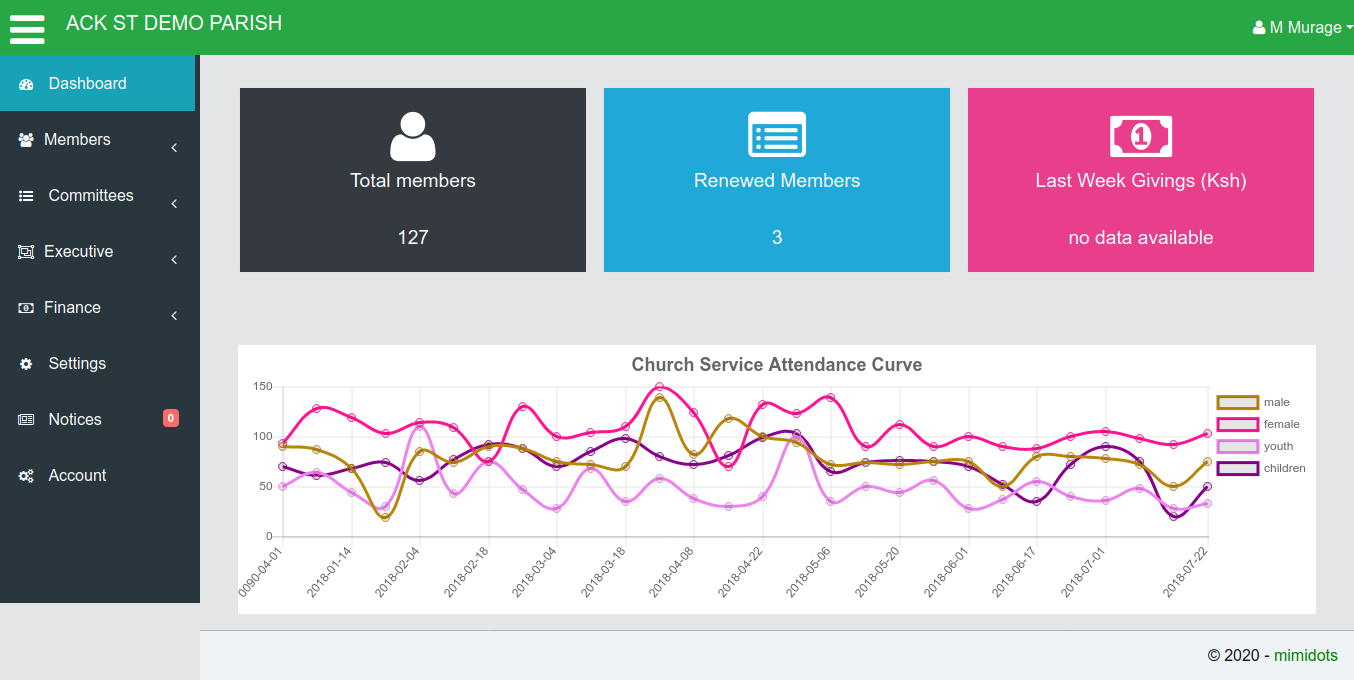 ACK ST DEMO PARISH
M Murage
Dashboard
Members
Committees
Executive
Finance
Settings
Notices 0
Account
Total members
127
Renewed Members
3
Last Week Givings (Ksh)
no data available
Church Service Attendance Curve
150
100
50
0
0090-04-01
2018-01-14
2018-02-04
2018-02-18
2018-03-04
2018-03-18
2018-04-08
2018-04-22
2018-05-06
2018-05-20
2018-06-01
2018-06-17
2018-07-01
2018-07-22
male
female
youth
children
© 2020 - mimidots